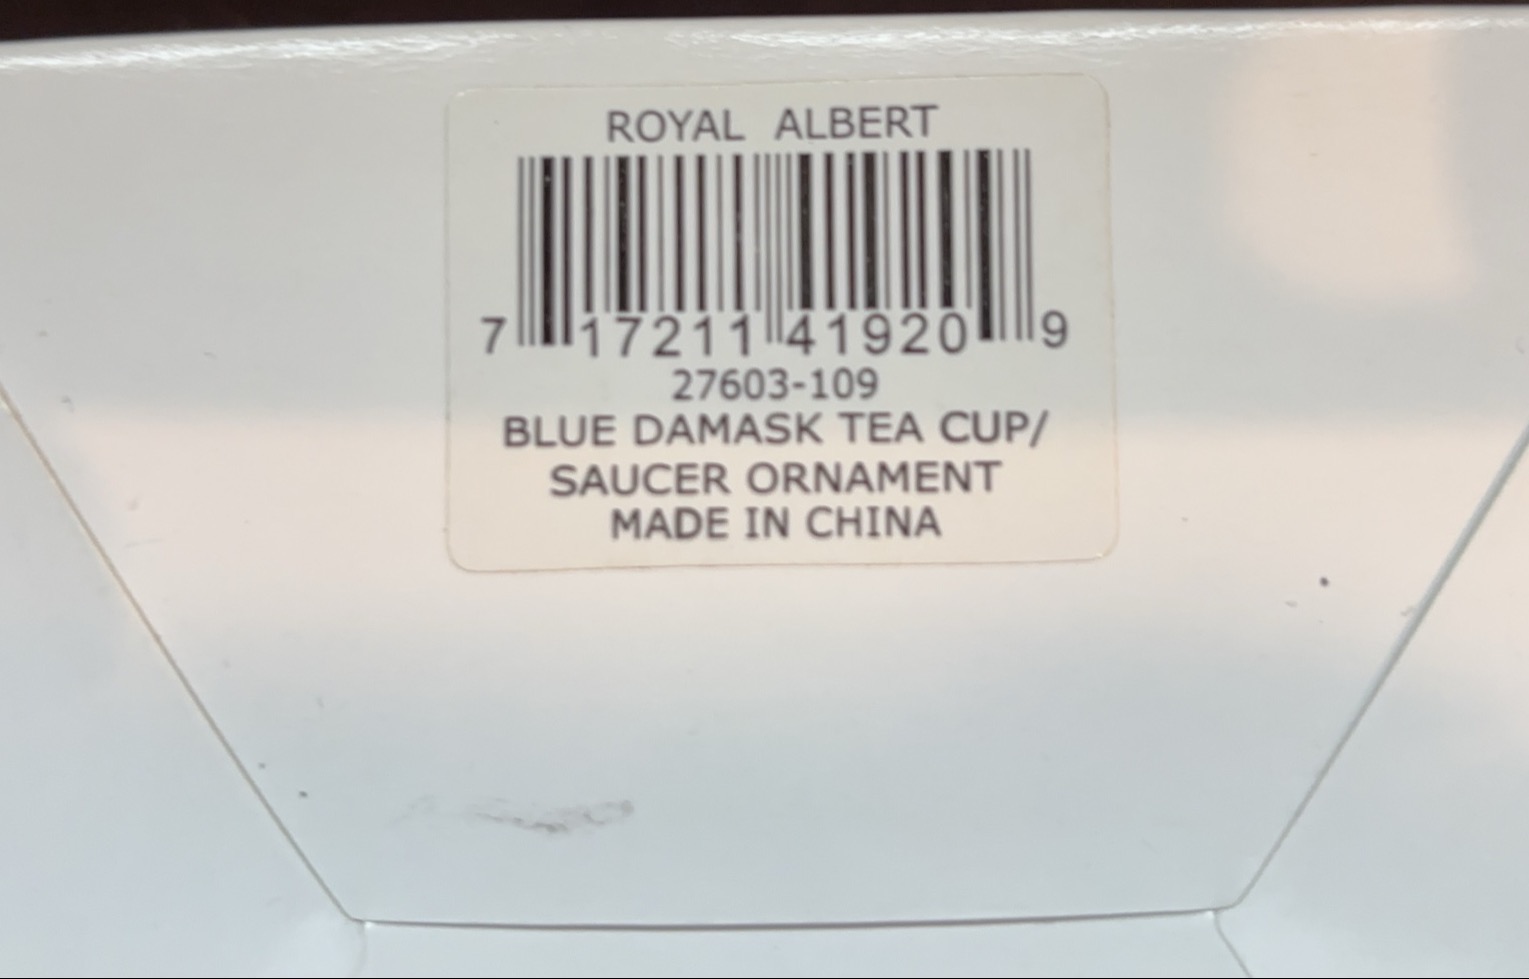 ROYAL ALBERT
7 17211 41920 9
27603-109
BLUE DAMASK TEA CUP/
SAUCER ORNAMENT
MADE IN CHINA